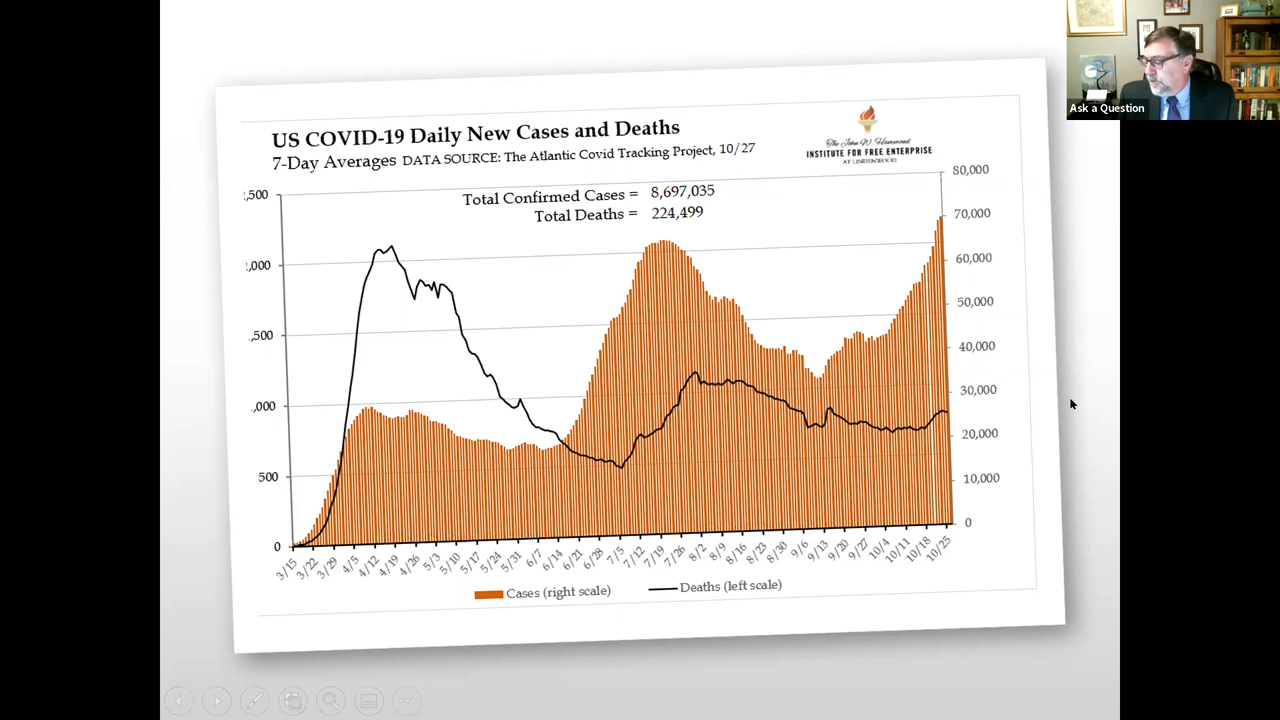 Ask a Question
US COVID-19 Daily New Cases and Deaths
7-Day Averages DATA SOURCE: The Atlantic Covid Tracking Project, 10/27
The John W. Hammond
INSTITUTE FOR FREE ENTERPRISE
AT LINDENWOOD
Total Confirmed Cases = 8,697,035
Total Deaths = 224,499
,500
,000
,500
,000
500
0
80,000
70,000
60,000
50,000
40,000
30,000
20,000
10,000
0
3/15 3/22 3/29 4/5 4/12 4/19 4/26 5/3 5/10 5/17 5/24 5/31 6/7 6/14 6/21 6/28 7/5 7/12 7/19 7/26 8/2 8/9 8/16 8/23 8/30 9/6 9/13 9/20 9/27 10/4 10/11 10/18 10/25
Cases (right scale) Deaths (left scale)